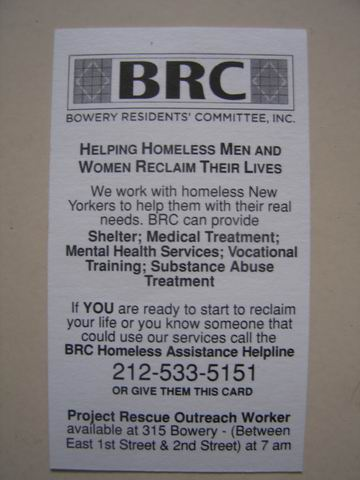 BRC
BOWERY RESIDENTS' COMMITTEE, INC.
HELPING HOMELESS MEN AND
WOMEN RECLAIM THEIR LIVES
We work with homeless New
Yorkers to help them with their real
needs. BRC can provide
Shelter; Medical Treatment;
Mental Health Services; Vocational
Training; Substance Abuse
Treatment
If YOU are ready to start to reclaim
your life or you know someone that
could use our services call the
BRC Homeless Assistance Helpline
212-533-5151
OR GIVE THEM THIS CARD
Project Rescue Outreach Worker
available at 315 Bowery - (Between
East 1st Street & 2nd Street) at 7 am